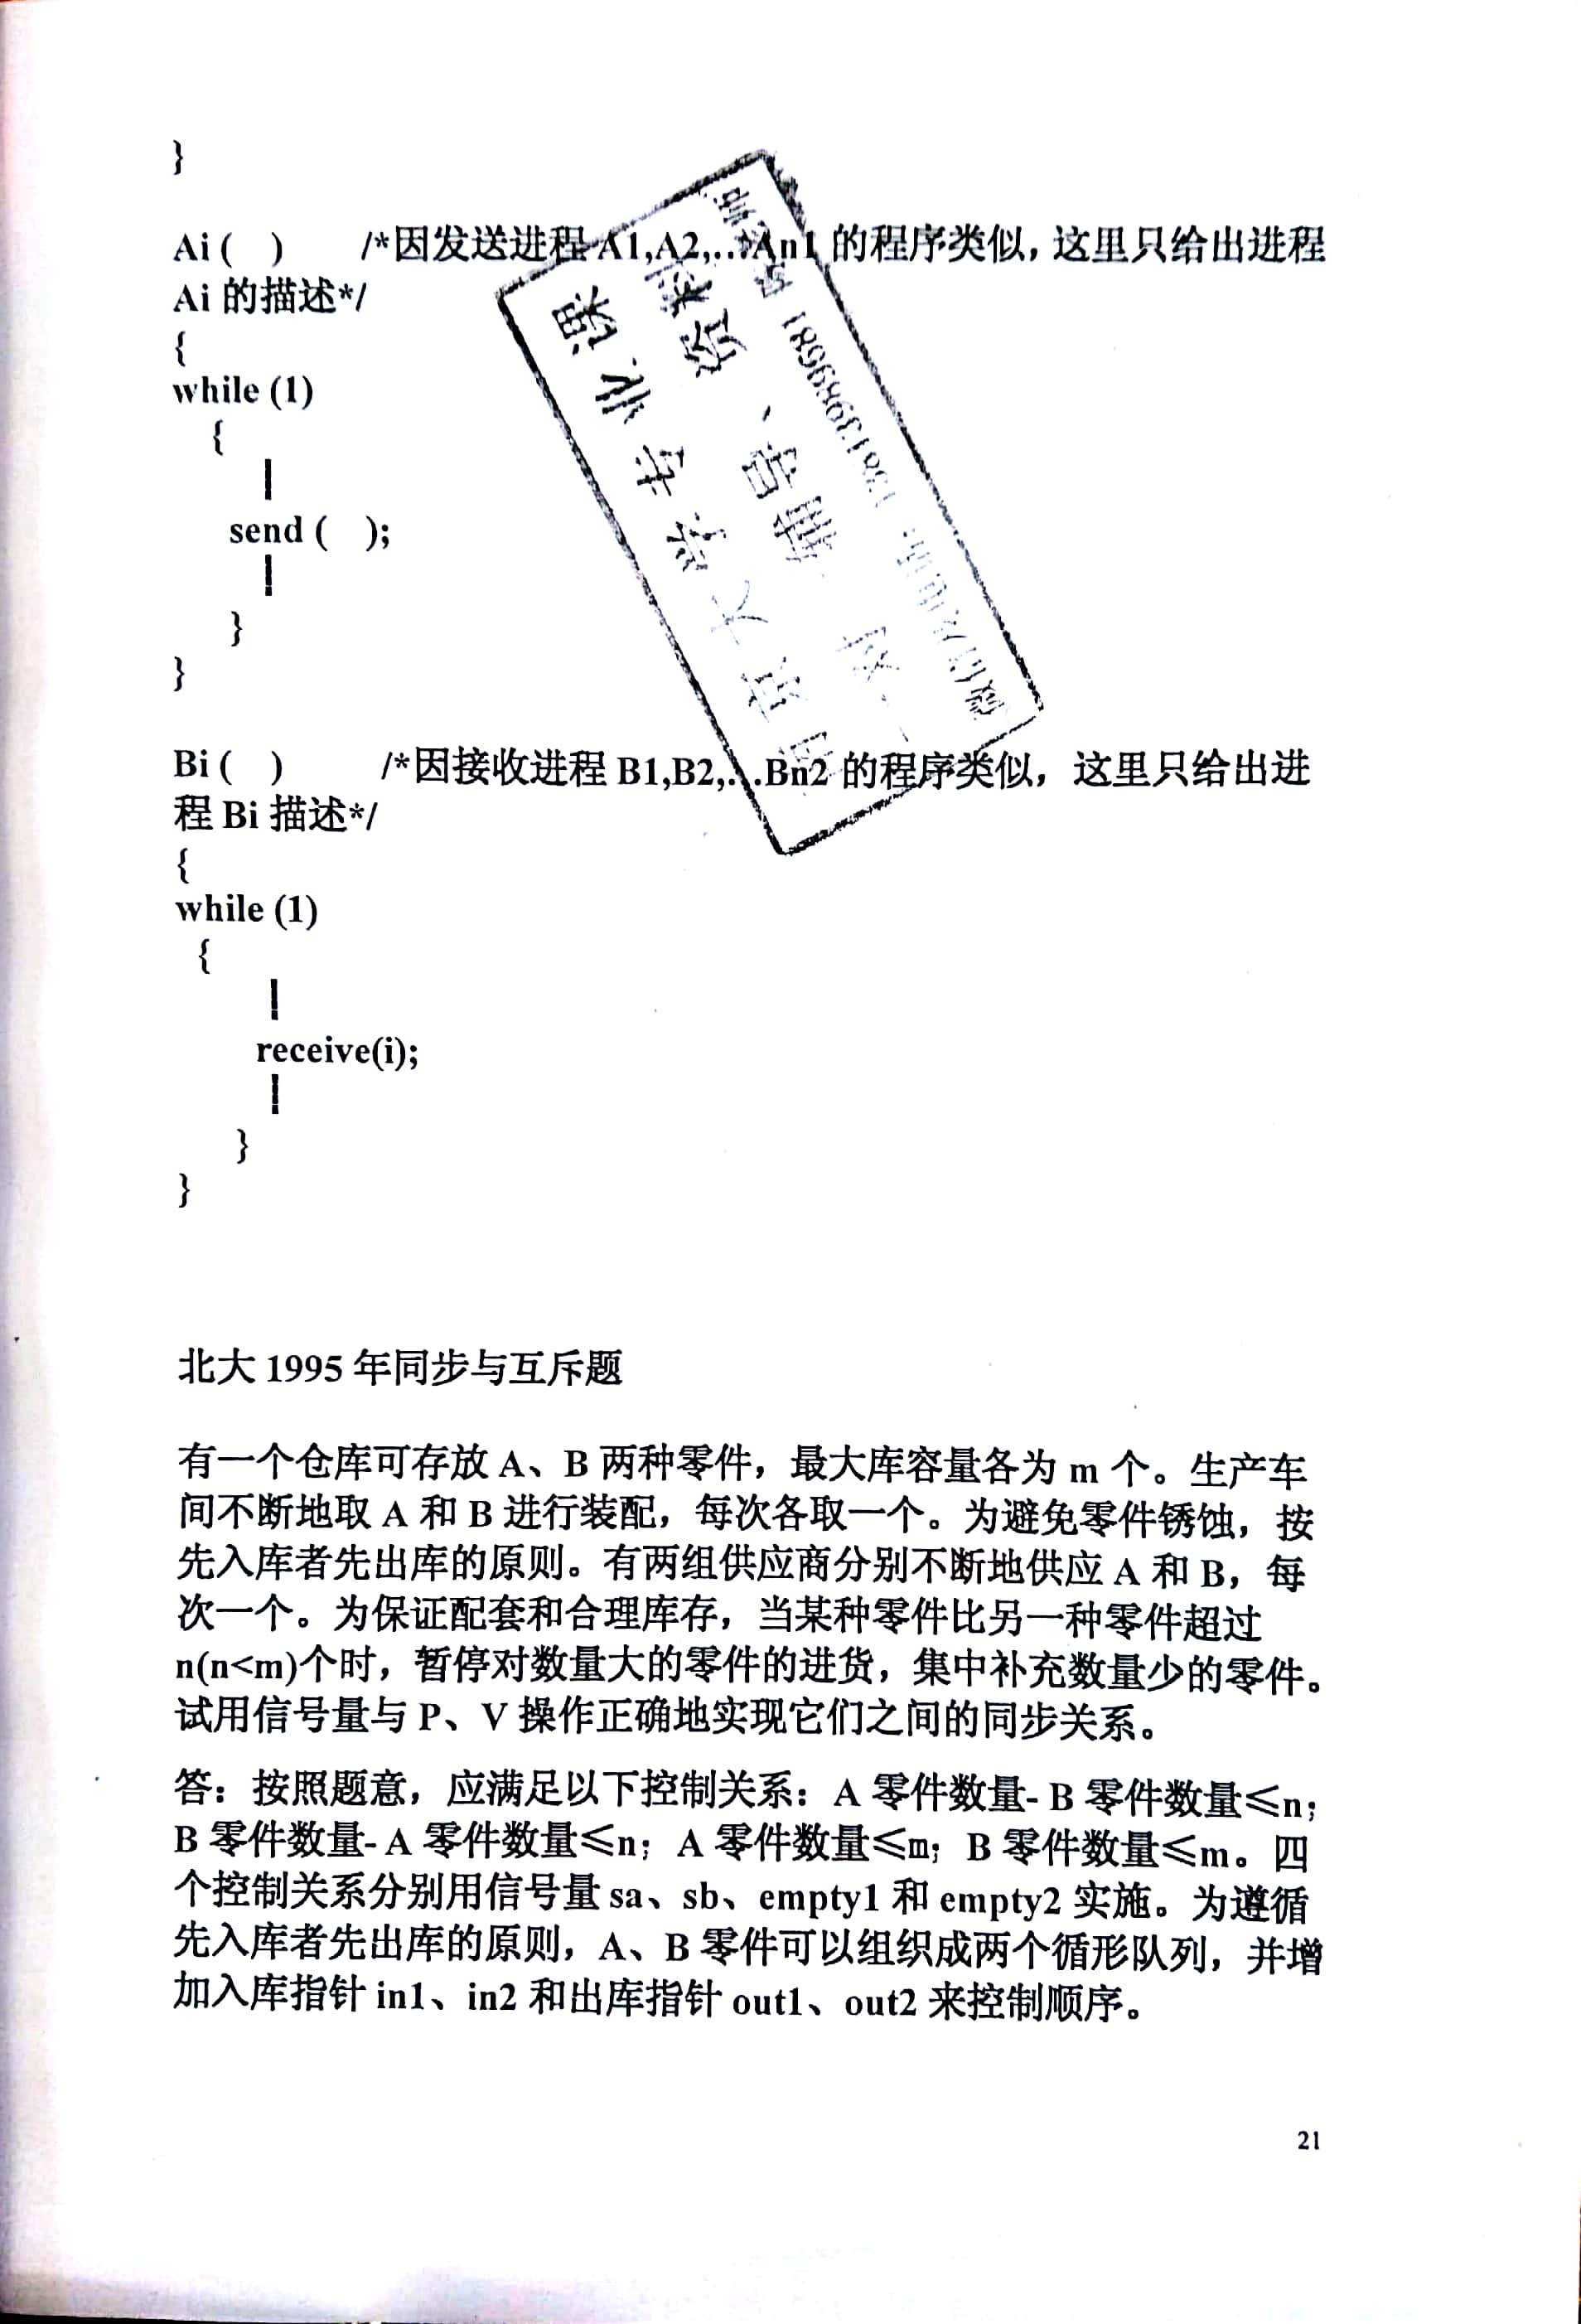 }
Ai ( ) /*因发送进程 A1,A2,…An1 的程序类似，这里只给出进程
Ai 的描述*/
{
while (1)
{
send ( );
}
}
Bi ( ) /*因接收进程 B1,B2,…Bn2 的程序类似，这里只给出进
程 Bi 描述*/
{
while (1)
{
receive(i);
}
}
北大 1995 年同步与互斥题
有一个仓库可存放 A、B 两种零件，最大库容量各为 m 个。生产车
间不断地取 A 和 B 进行装配，每次各取一个。为避免零件锈蚀，按
先入库者先出库的原则。有两组供应商分别不断地供应 A 和 B，每
次一个。为保证配套和合理库存，当某种零件比另一种零件超过
n(n<m)个时，暂停对数量大的零件的进货，集中补充数量少的零件。
试用信号量与 P、V 操作正确地实现它们之间的同步关系。
答：按照题意，应满足以下控制关系：A 零件数量- B 零件数量≤n；
B 零件数量- A 零件数量≤n；A 零件数量≤m；B 零件数量≤m。四
个控制关系分别用信号量 sa、sb、empty1 和 empty2 实施。为遵循
先入库者先出库的原则，A、B 零件可以组织成两个循形队列，并增
加入库指针 in1、in2 和出库指针 out1、out2 来控制顺序。
21